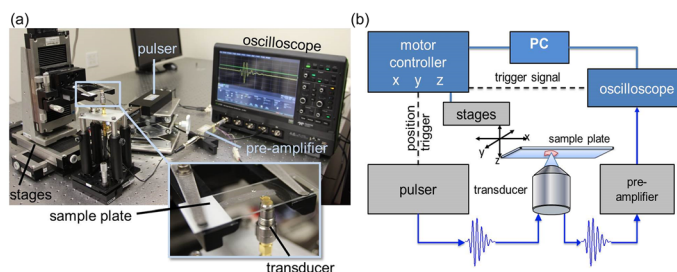 (a)
pulser
oscilloscope
pre-amplifier
stages
sample plate
transducer
(b)
motor
controller
x y z
PC
trigger signal
oscilloscope
position
trigger
stages
x
y
z
sample plate
pulser
transducer
pre-
amplifier